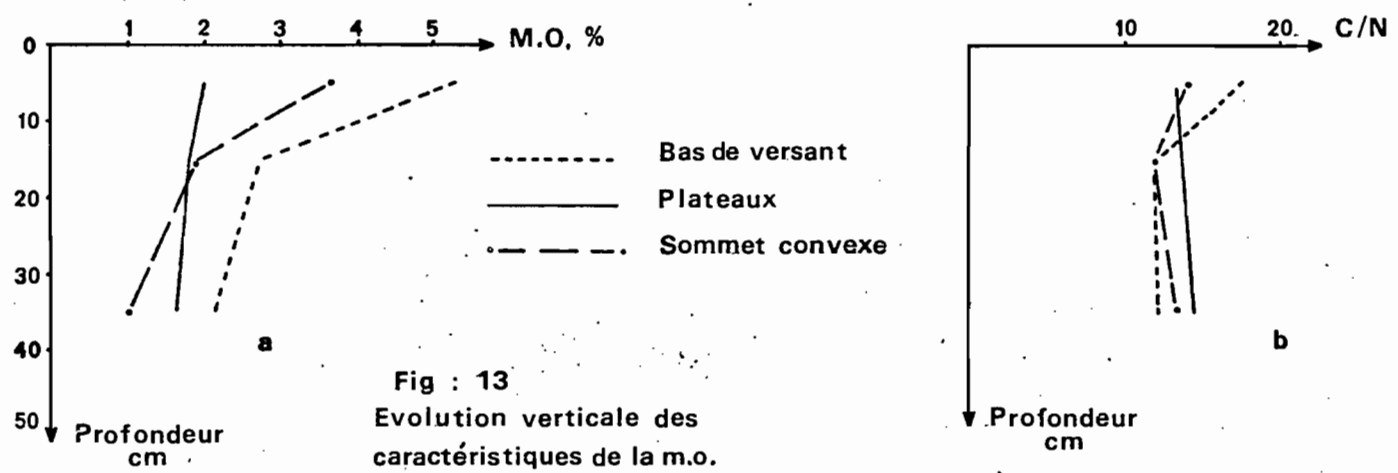 1 2 3 4 5 M.O, %
0
10
20
30
40
50
Profondeur
cm
a
Bas de versant
Plateaux
Sommet convexe
Fig : 13
Evolution verticale des
caractéristiques de la m.o.
10 20 C/N
b
Profondeur
cm